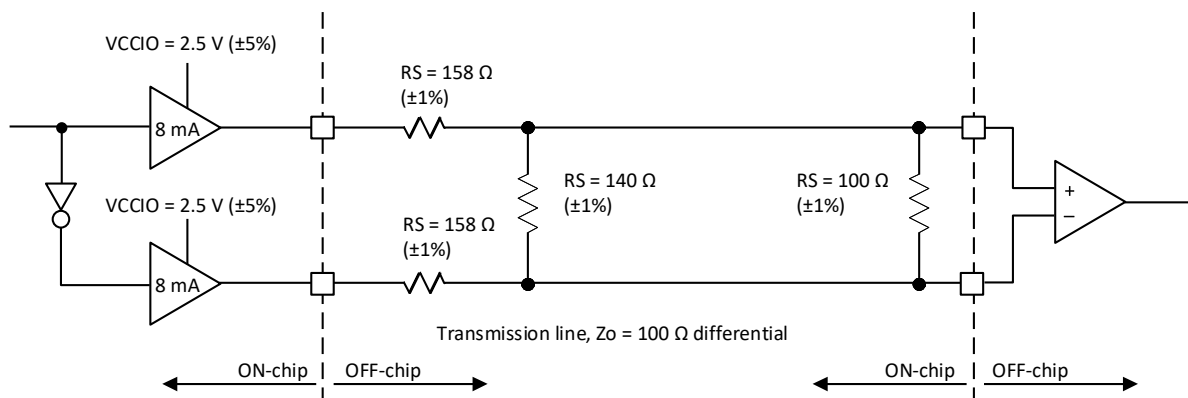 VCCIO = 2.5 V (±5%)
8 mA
RS = 158 Ω
(±1%)
RS = 140 Ω
(±1%)
RS = 100 Ω
(±1%)
+
−
VCCIO = 2.5 V (±5%)
8 mA
RS = 158 Ω
(±1%)
Transmission line, Zo = 100 Ω differential
ON-chip OFF-chip
ON-chip OFF-chip